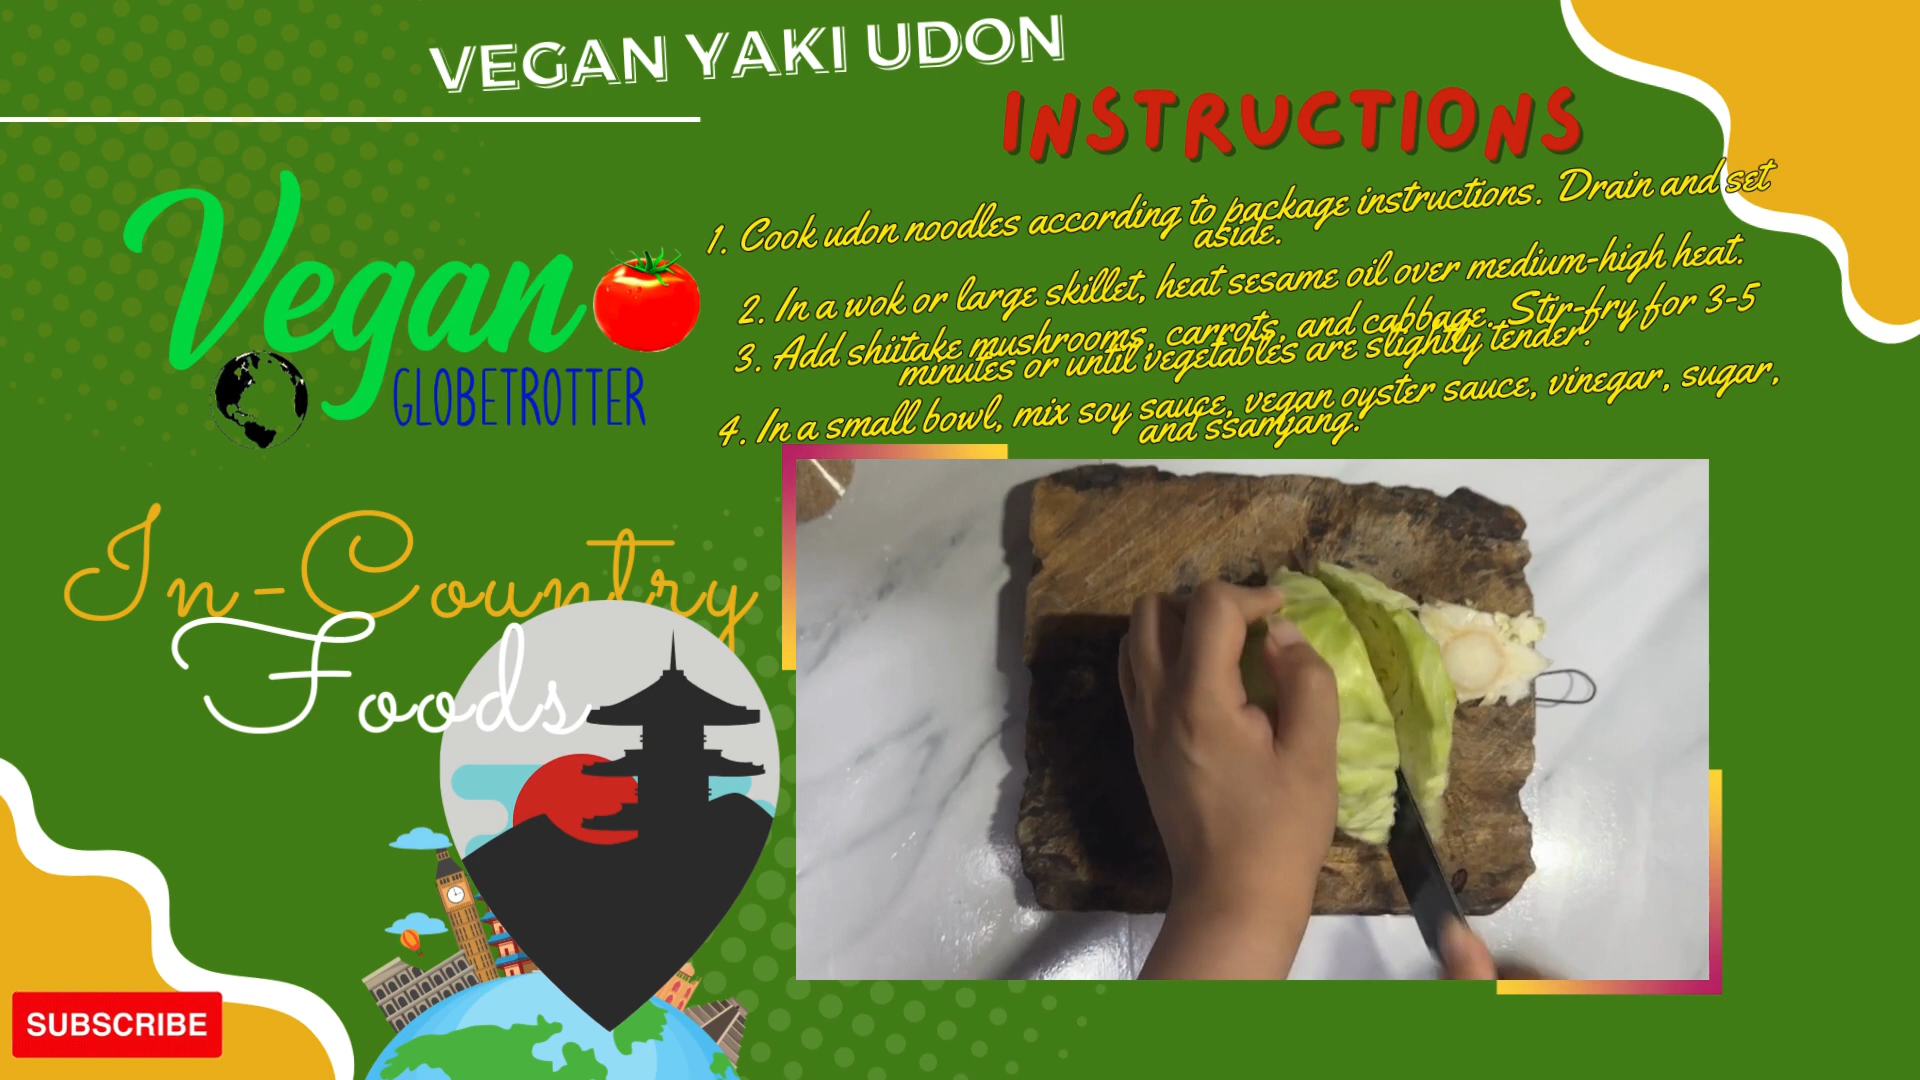 VEGAN YAKI UDON
INSTRUCTIONS
1. Cook udon noodles according to package instructions. Drain and set
aside.
2. In a wok or large skillet, heat sesame oil over medium-high heat.
3. Add shiitake mushrooms, carrots, and cabbage. Stir-fry for 3-5
minutes or until vegetables are slightly tender.
4. In a small bowl, mix soy sauce, vegan oyster sauce, vinegar, sugar,
and ssamjang.
Vegan
GLOBETROTTER
In-Country
Foods
SUBSCRIBE